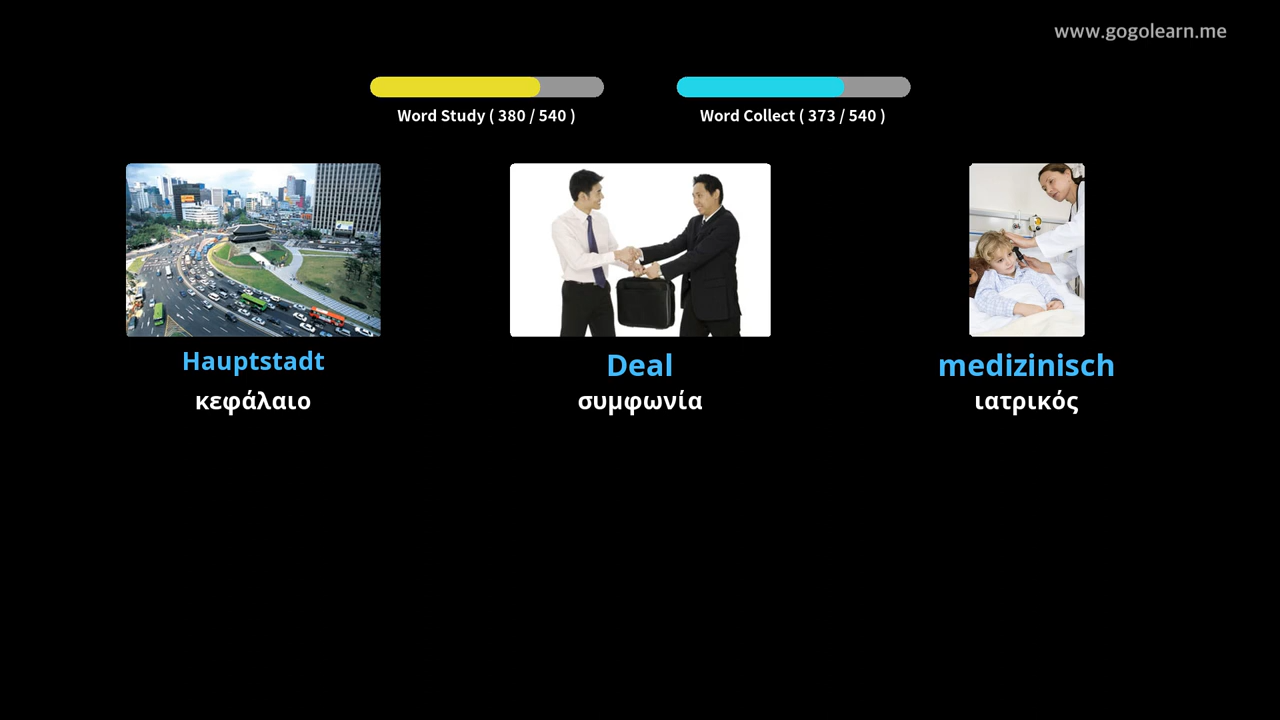 www.gogolearn.me
Word Study ( 380 / 540 )
Word Collect ( 373 / 540 )
Hauptstadt
κεφάλαιο
Deal
συμφωνία
medizinisch
ιατρικός